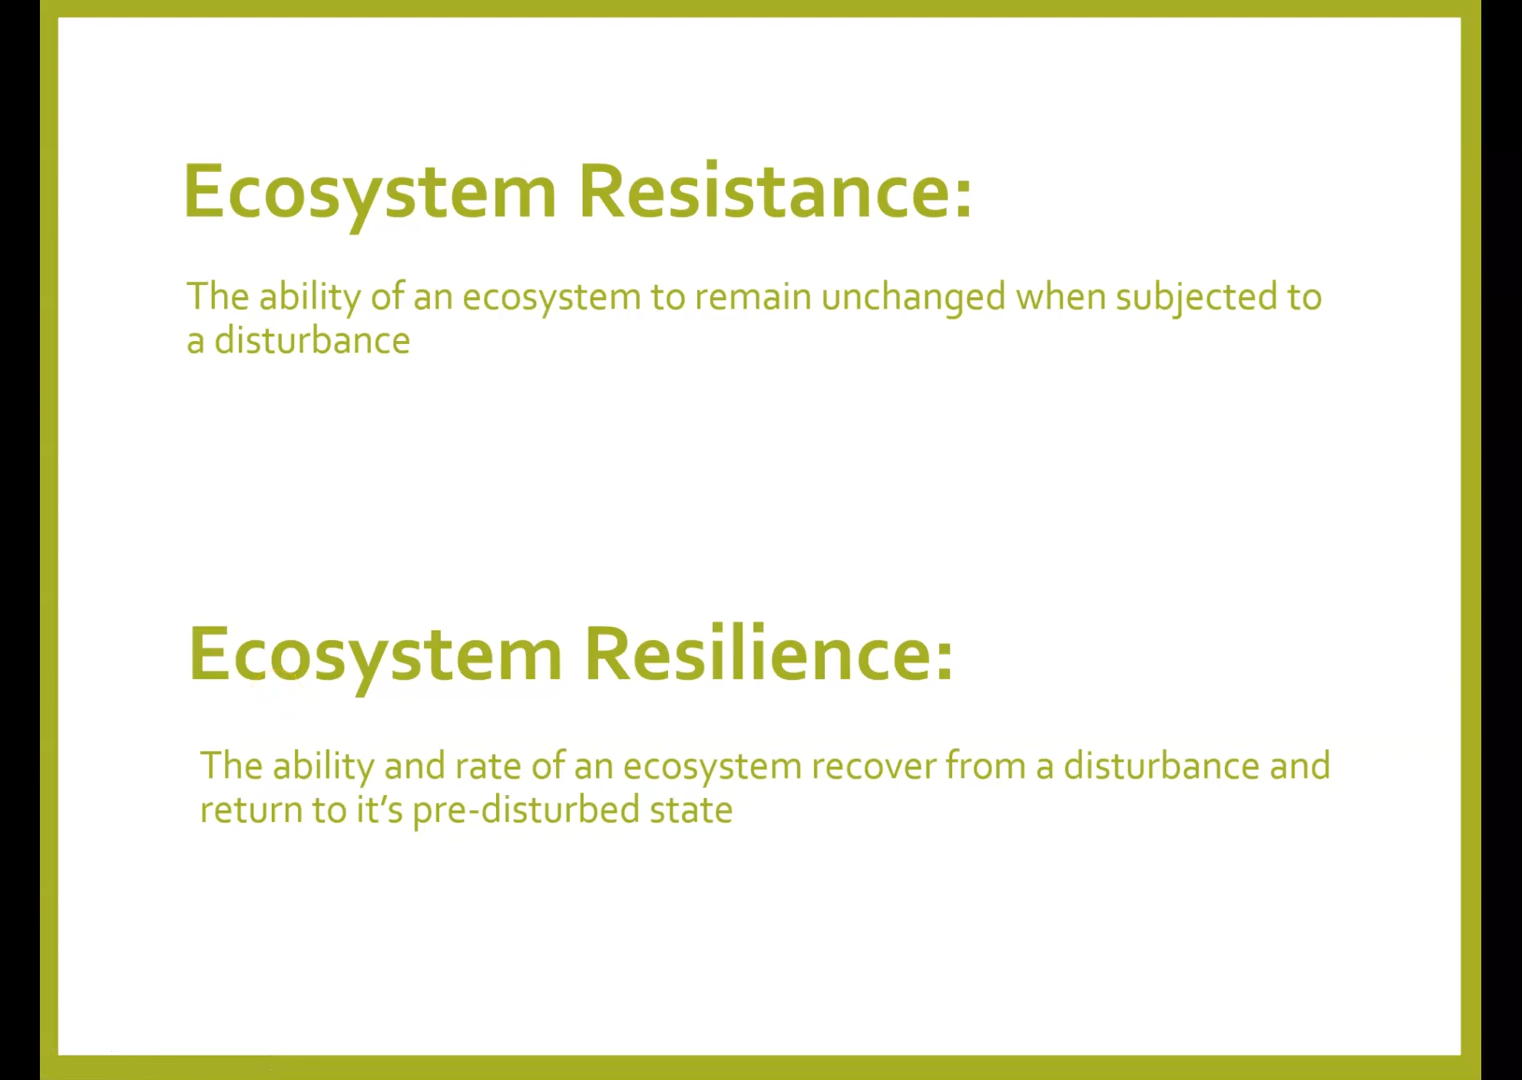 Ecosystem Resistance:
The ability of an ecosystem to remain unchanged when subjected to
a disturbance
Ecosystem Resilience:
The ability and rate of an ecosystem recover from a disturbance and
return to it’s pre-disturbed state